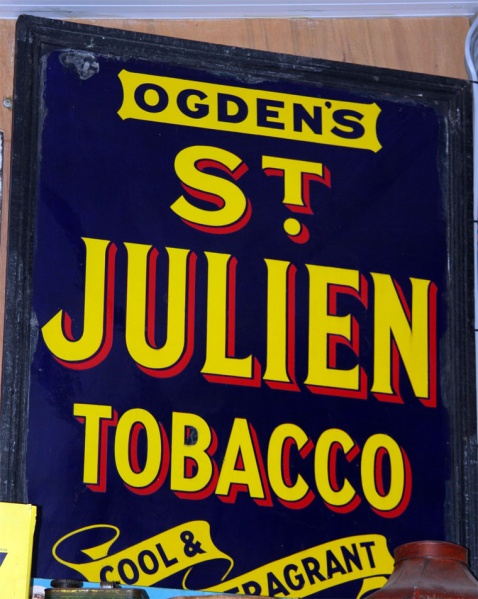 OGDEN'S
ST.
JULIEN
TOBACCO
COOL &
FRAGRANT